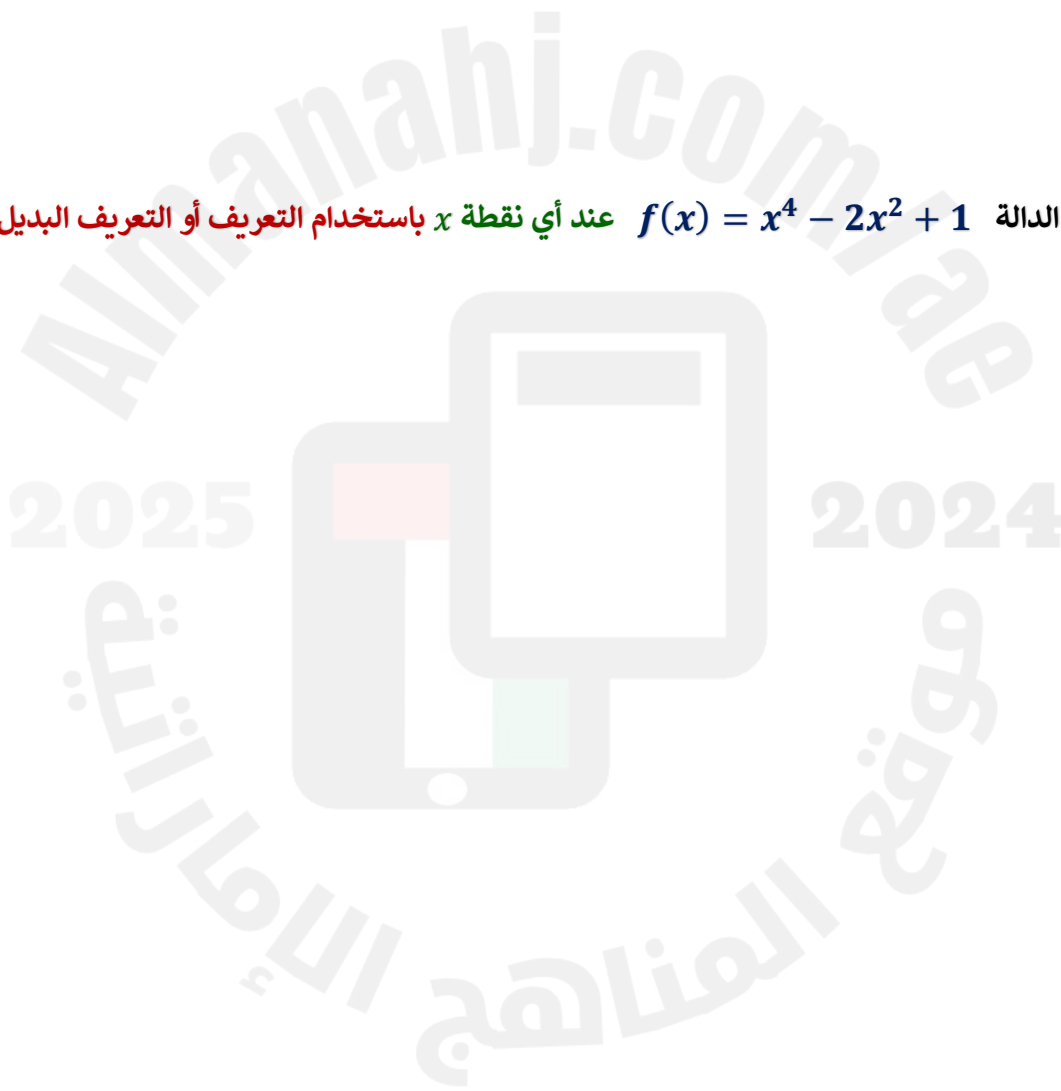 الدالة f(x) = x⁴ − 2x² + 1 عند أي نقطة x باستخدام التعريف أو التعريف البديل
Almanahj.com/ae
2025 2024
موقع المناهج الإماراتية